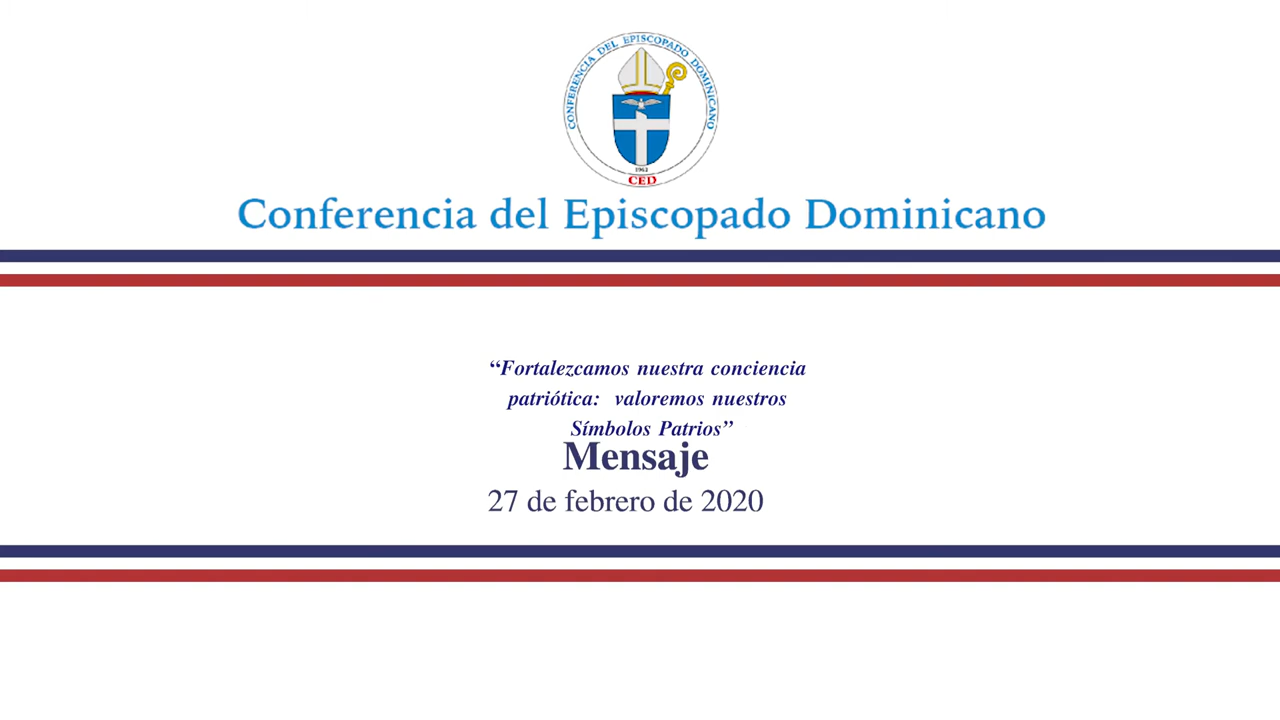 CONFERENCIA DEL EPISCOPADO DOMINICANO
1962
CED
Conferencia del Episcopado Dominicano
“Fortalezcamos nuestra conciencia
patriótica: valoremos nuestros
Símbolos Patrios”
Mensaje
27 de febrero de 2020